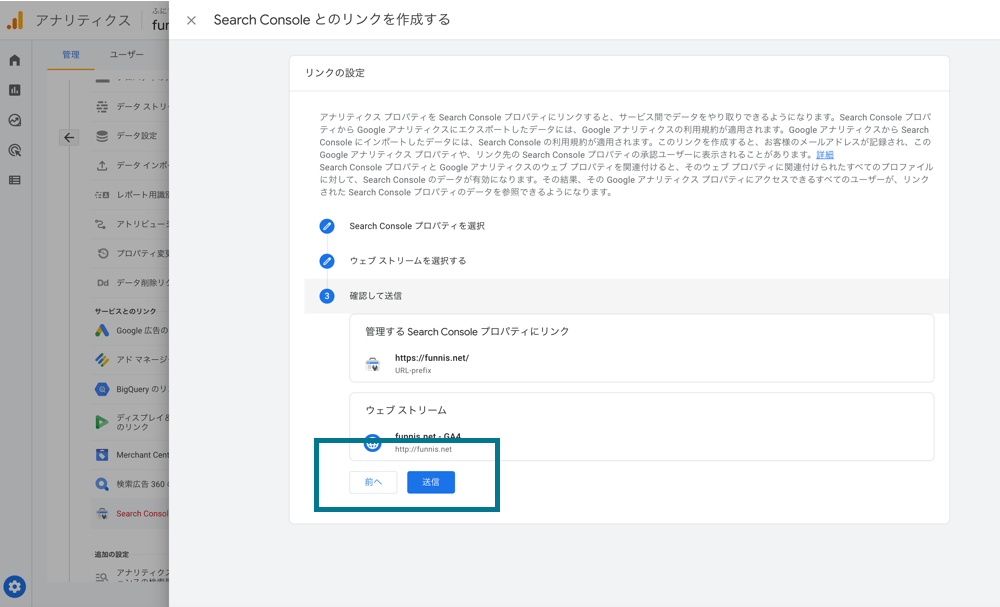 アナリティクス
ふに
funn
Search Console とのリンクを作成する
管理
ユーザー
データ ストリ
データ設定
データ インポ
レポート用識別
アトリビュー
プロパティ変更
Dd データ削除リク
サービスとのリンク
Google 広告の
アド マネージ
BigQuery のリ
ディスプレイ&
のリンク
Merchant Cent
検索広告 360 の
Search Consol
追加の設定
アナリティク
リンクの設定
アナリティクス プロパティを Search Console プロパティにリンクすると、サービス間でデータをやり取りできるようになります。Search Console プロパ
ティから Google アナリティクスにエクスポートしたデータには、Google アナリティクスの利用規約が適用されます。Google アナリティクスから Search
Console にインポートしたデータには、Search Console の利用規約が適用されます。このリンクを作成すると、お客様のメールアドレスが記録され、この
Google アナリティクス プロパティや、リンク先の Search Console プロパティの承認ユーザーに表示されることがあります。詳細
Search Console プロパティと Google アナリティクスのウェブ プロパティを関連付けると、そのウェブ プロパティに関連付けられたすべてのプロファイル
に対して、Search Console のデータが有効になります。その結果、その Google アナリティクス プロパティにアクセスできるすべてのユーザーが、リンク
された Search Console プロパティのデータを参照できるようになります。
Search Console プロパティを選択
ウェブ ストリームを選択する
3 確認して送信
管理する Search Console プロパティにリンク
https://funnis.net/
URL-prefix
ウェブ ストリーム
funnis.net - GA4
http://funnis.net
前へ
送信